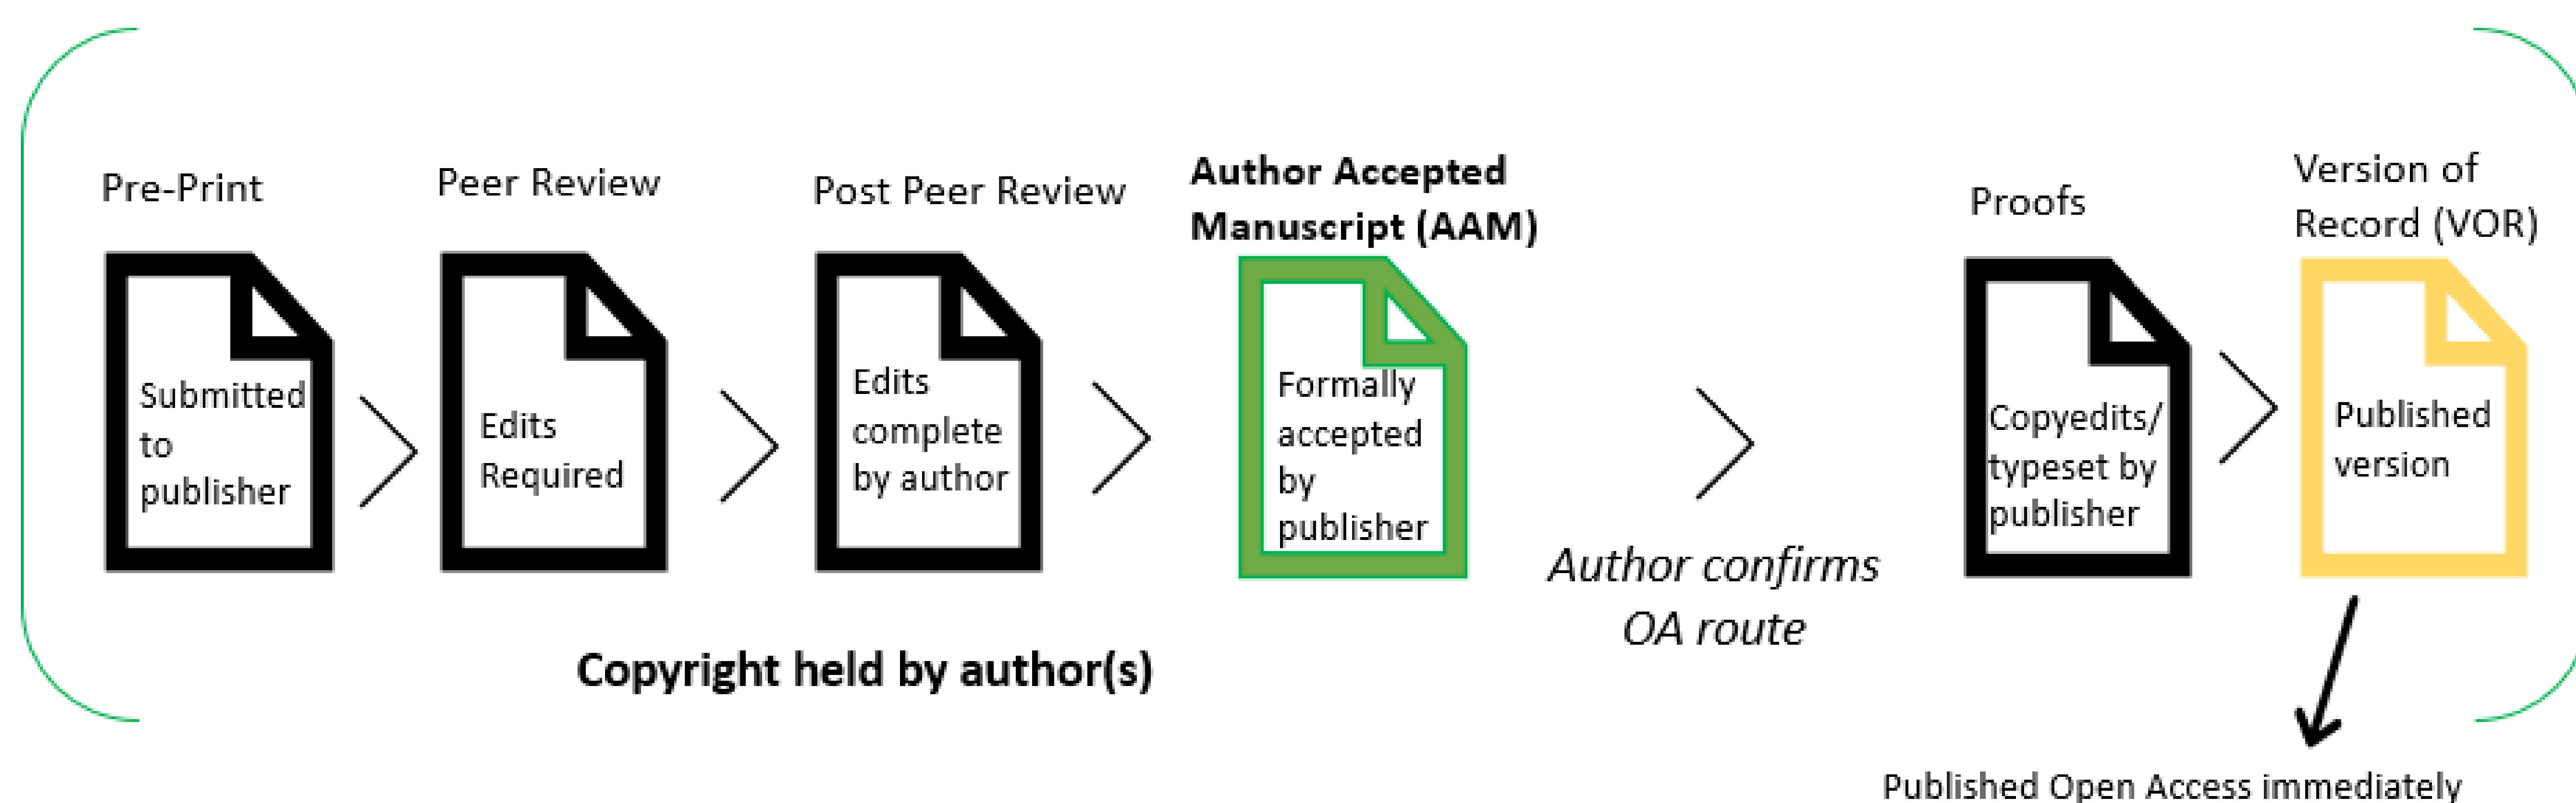 Pre-Print
Submitted
to
publisher
Peer Review
Edits
Required
Post Peer Review
Edits
complete
by author
Author Accepted
Manuscript (AAM)
Formally
accepted
by
publisher
Author confirms
OA route
Proofs
Copyedits/
typeset by
publisher
Version of
Record (VOR)
Published
version
Copyright held by author(s)
Published Open Access immediately